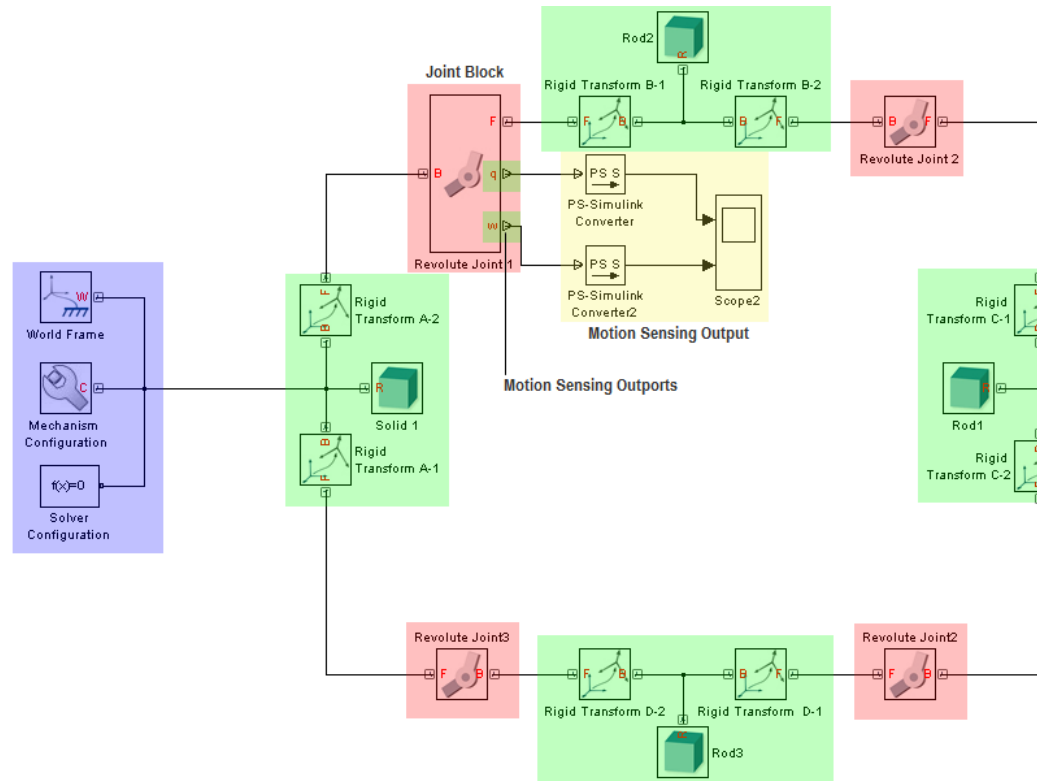 Rod2
R
Joint Block
Rigid Transform B-1
Rigid Transform B-2
F
F
B
B
F
B
F
Revolute Joint 2
B
q
PS S
PS-Simulink
Converter
w
Revolute Joint 1
PS S
PS-Simulink
Converter2
Scope2
Motion Sensing Output
Motion Sensing Outports
W
World Frame
C
Mechanism
Configuration
f(x)=0
Solver
Configuration
F
B
Rigid
Transform A-2
R
Solid 1
B
F
Rigid
Transform A-1
Rigid
Transform C-1
Rod1
Rigid
Transform C-2
Revolute Joint3
F
B
F
B
Rigid Transform D-2
B
F
Rigid Transform D-1
R
Rod3
Revolute Joint2
F
B